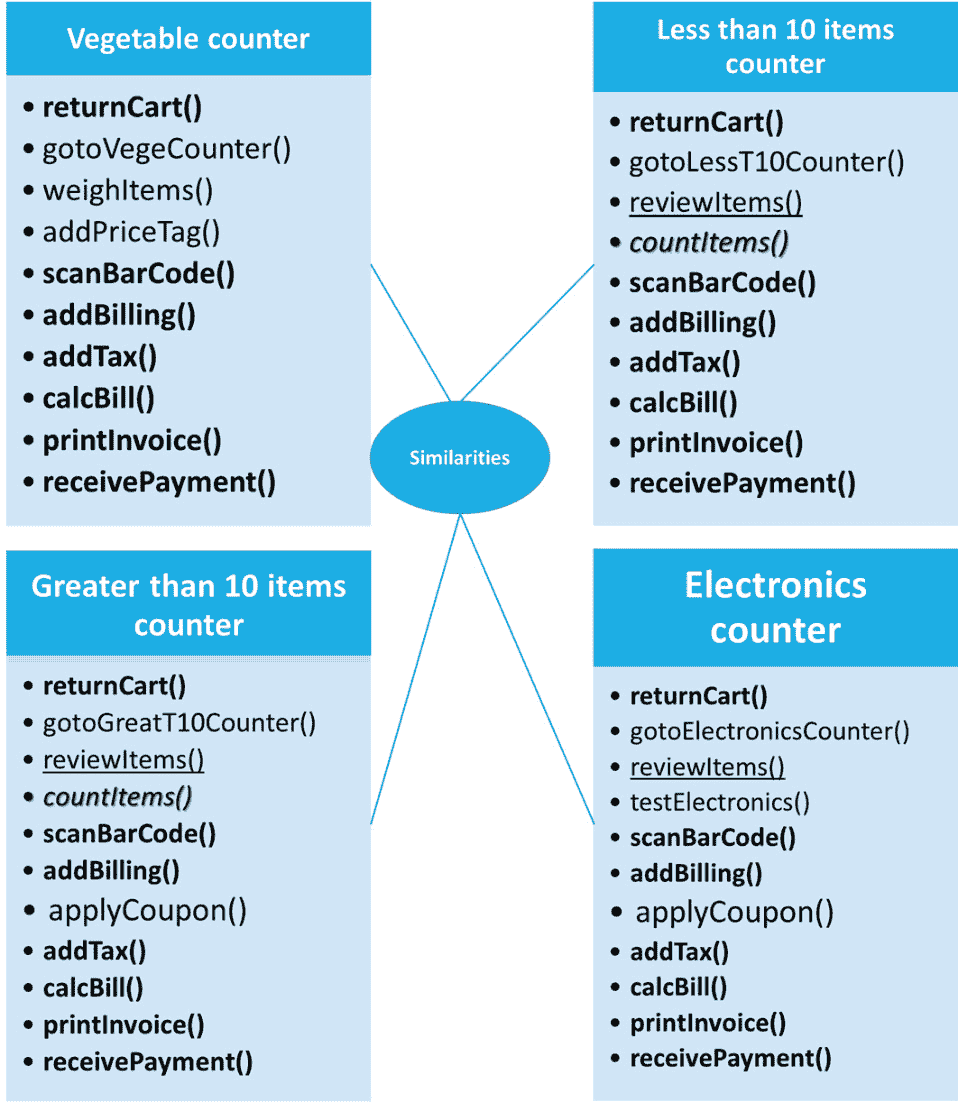 Vegetable counter
• returnCart()
• gotoVegeCounter()
• weighItems()
• addPriceTag()
• scanBarCode()
• addBilling()
• addTax()
• calcBill()
• printInvoice()
• receivePayment()
Less than 10 items
counter
• returnCart()
• gotoLessT10Counter()
• reviewItems()
• countItems()
• scanBarCode()
• addBilling()
• addTax()
• calcBill()
• printInvoice()
• receivePayment()
Similarities
Greater than 10 items
counter
• returnCart()
• gotoGreatT10Counter()
• reviewItems()
• countItems()
• scanBarCode()
• addBilling()
• applyCoupon()
• addTax()
• calcBill()
• printInvoice()
• receivePayment()
Electronics
counter
• returnCart()
• gotoElectronicsCounter()
• reviewItems()
• testElectronics()
• scanBarCode()
• addBilling()
• applyCoupon()
• addTax()
• calcBill()
• printInvoice()
• receivePayment()